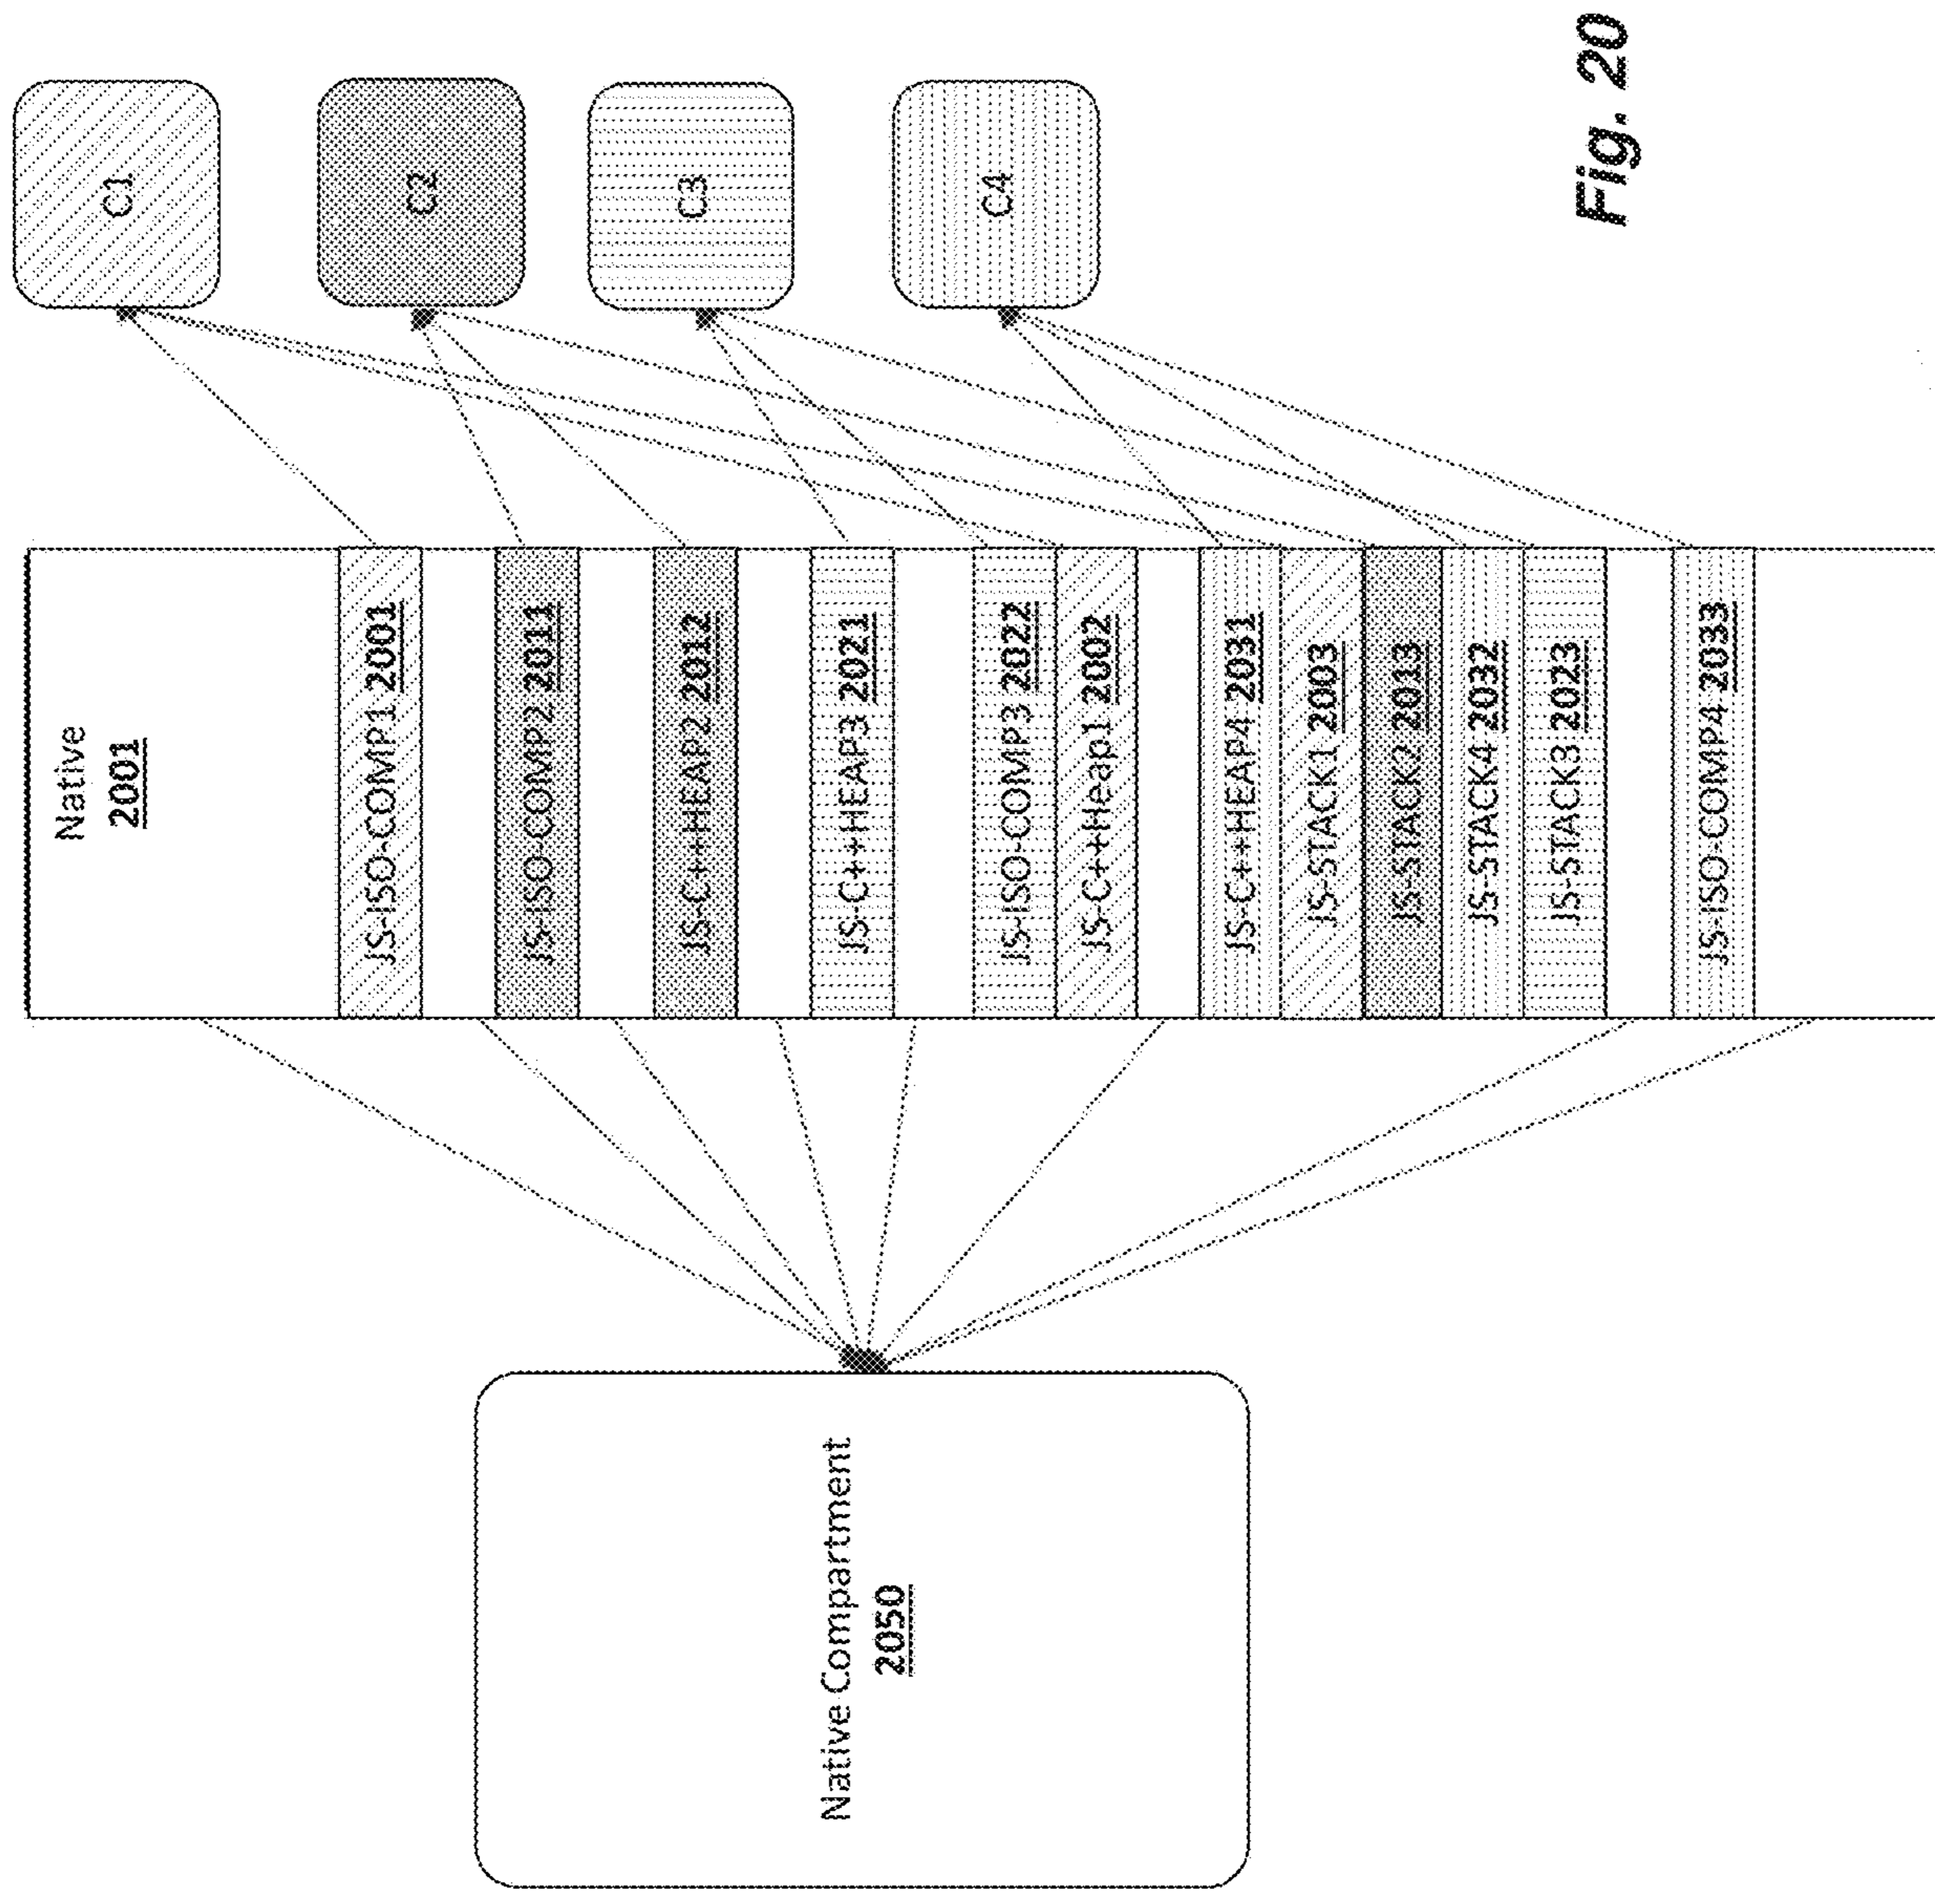 Native
2001
JS-ISO-COMP1 2001
JS-ISO-COMP2 2011
JS-C++HEAP2 2012
JS-C++HEAP3 2021
JS-ISO-COMP3 2022
JS-C++Heap1 2002
JS-C++HEAP4 2031
JS-STACK1 2003
JS-STACK2 2013
JS-STACK4 2032
JS-STACK3 2023
JS-ISO-COMP4 2033
C1
C2
C3
C4
Native Compartment
2050
Fig. 20